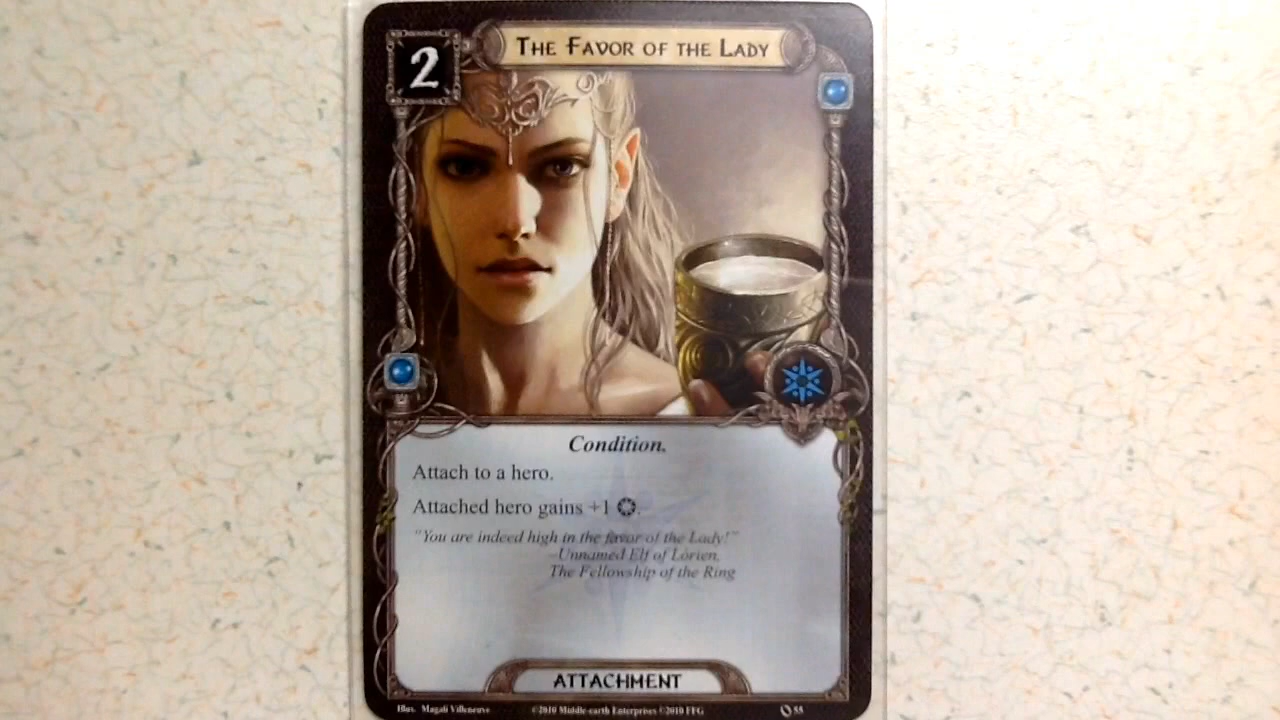 2
THE FAVOR OF THE LADY
Condition.
Attach to a hero.
Attached hero gains +1 .
"You are indeed high in the favor of the Lady!"
–Unnamed Elf of Lórien,
The Fellowship of the Ring
ATTACHMENT
Illus. Magali Villeneuve ©2010 Middle-earth Enterprises ©2010 FFG 55